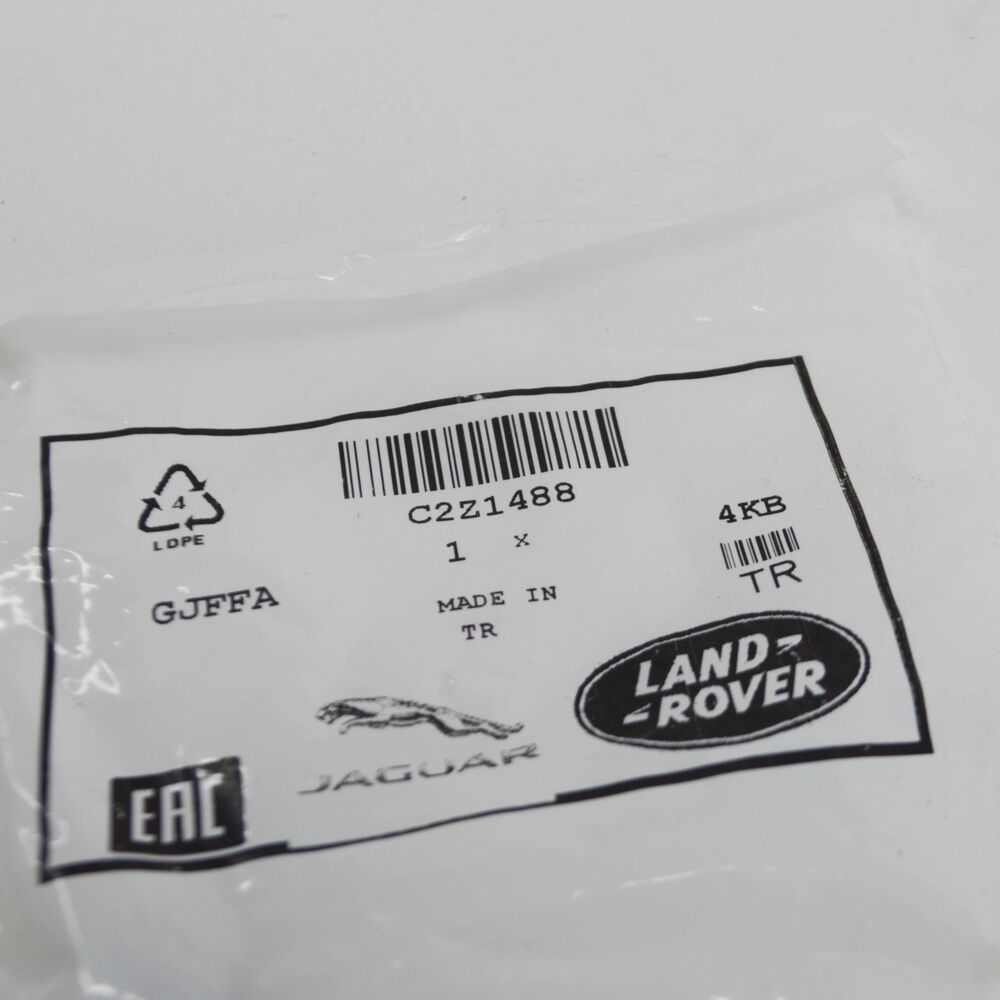 C2Z1488
1 x
MADE IN
TR
4
LDPE
GJFFA
4KB
TR
LAND-
-ROVER
JAGUAR
EAC